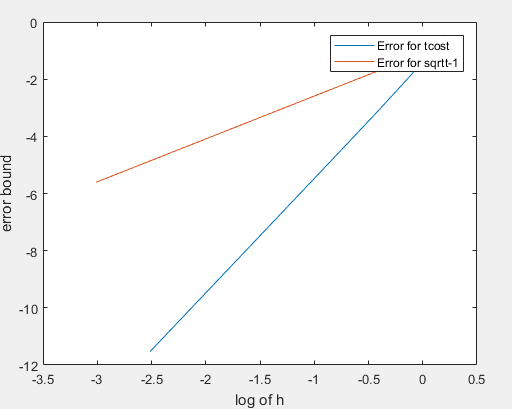 0
-2
-4
-6
-8
-10
-12
error bound
Error for tcost
Error for sqrtt-1
-3.5 -3 -2.5 -2 -1.5 -1 -0.5 0 0.5
log of h